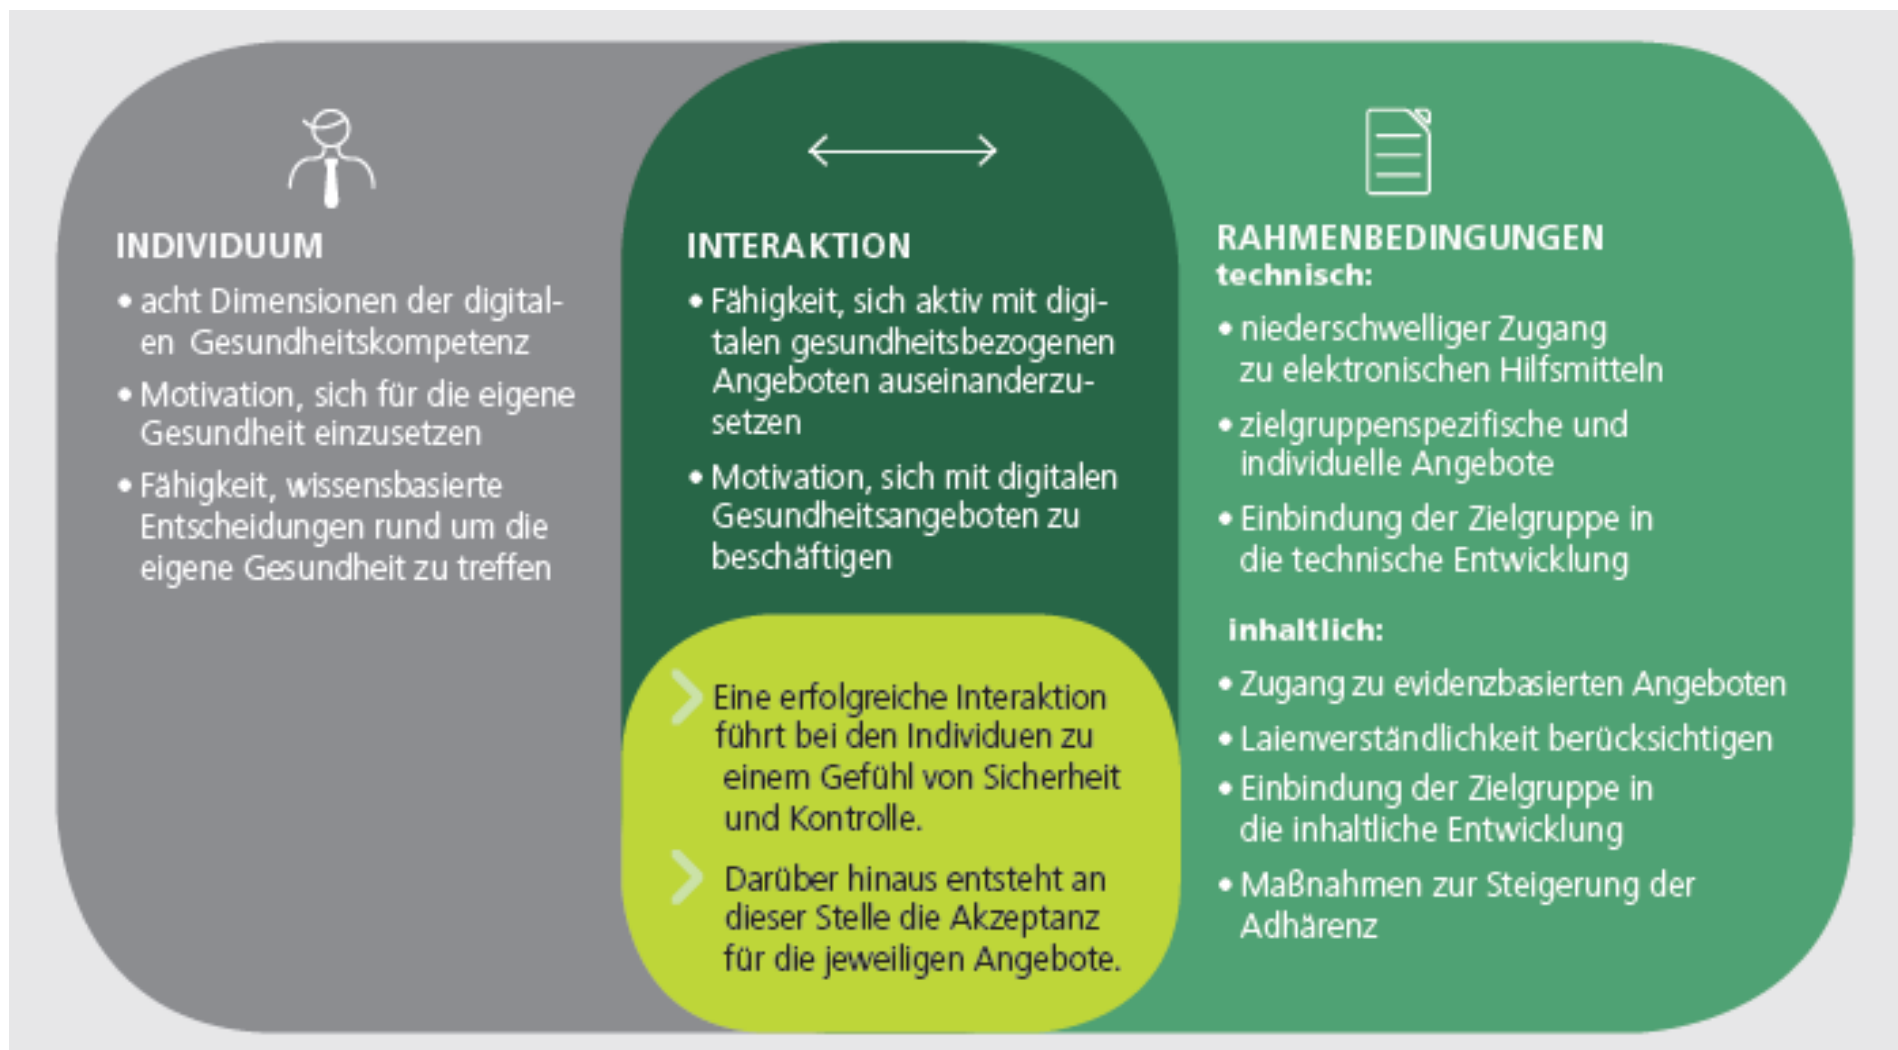 INDIVIDUUM
• acht Dimensionen der digital-
en Gesundheitskompetenz
• Motivation, sich für die eigene
Gesundheit einzusetzen
• Fähigkeit, wissensbasierte
Entscheidungen rund um die
eigene Gesundheit zu treffen
INTERAKTION
• Fähigkeit, sich aktiv mit digi-
talen gesundheitsbezogenen
Angeboten auseinanderzu-
setzen
• Motivation, sich mit digitalen
Gesundheitsangeboten zu
beschäftigen
Eine erfolgreiche Interaktion
führt bei den Individuen zu
einem Gefühl von Sicherheit
und Kontrolle.
Darüber hinaus entsteht an
dieser Stelle die Akzeptanz
für die jeweiligen Angebote.
RAHMENBEDINGUNGEN
technisch:
• niederschwelliger Zugang
zu elektronischen Hilfsmitteln
• zielgruppenspezifische und
individuelle Angebote
• Einbindung der Zielgruppe in
die technische Entwicklung
inhaltlich:
• Zugang zu evidenzbasierten Angeboten
• Laienverständlichkeit berücksichtigen
• Einbindung der Zielgruppe in
die inhaltliche Entwicklung
• Maßnahmen zur Steigerung der
Adhärenz